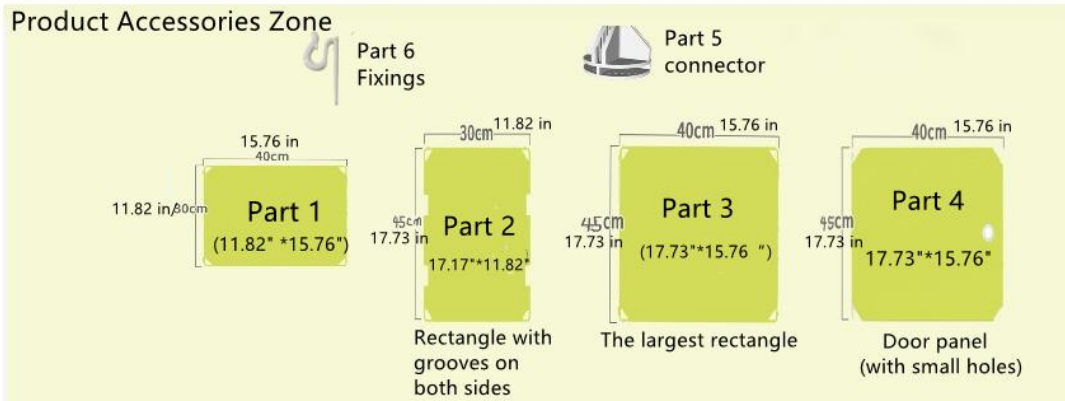 Product Accessories Zone
Part 6
Fixings
Part 5
connector
15.76 in
40cm
11.82 in/30cm
Part 1
(11.82" *15.76")
11.82 in
30cm
45cm
17.73 in
Part 2
17.17"*11.82"
Rectangle with
grooves on
both sides
40cm 15.76 in
45cm
17.73 in
Part 3
(17.73"*15.76 ")
The largest rectangle
40cm 15.76 in
45cm
17.73 in
Part 4
17.73"*15.76"
Door panel
(with small holes)